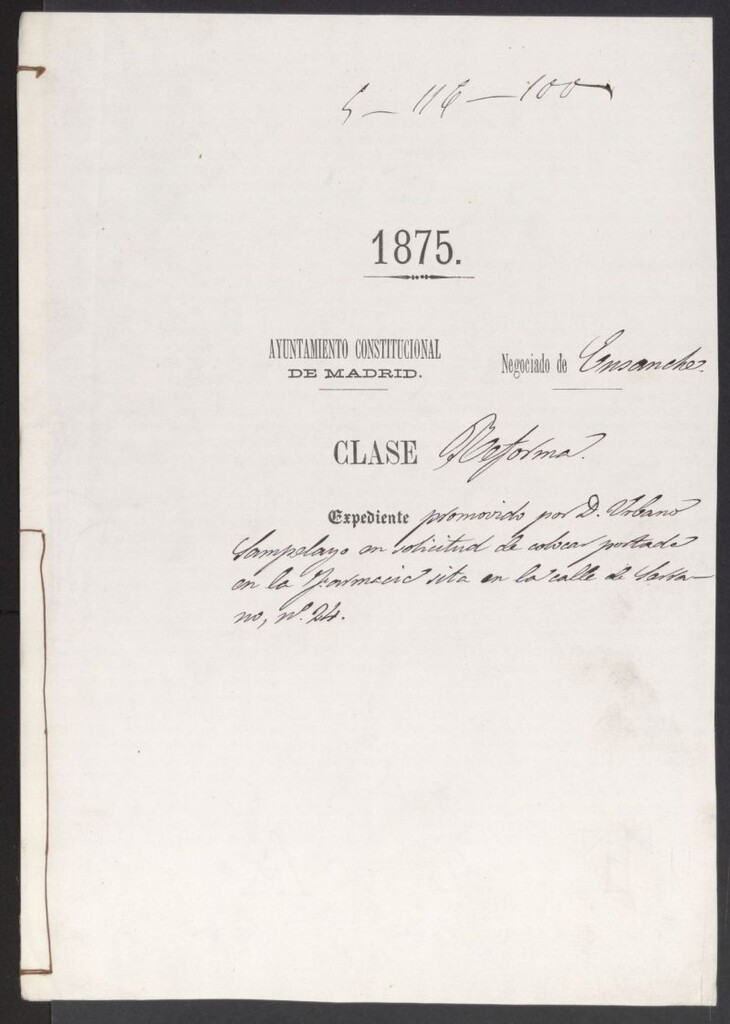 5 — 116 — 100
1875.
AYUNTAMIENTO CONSTITUCIONAL
DE MADRID.
Negociado de Ensanche.
CLASE Reforma.
Expediente promovido por D. Urbano
Sampelayo en solicitud de colocar portada
en la Farmacia sita en la calle de Serra-
no, nº. 24.